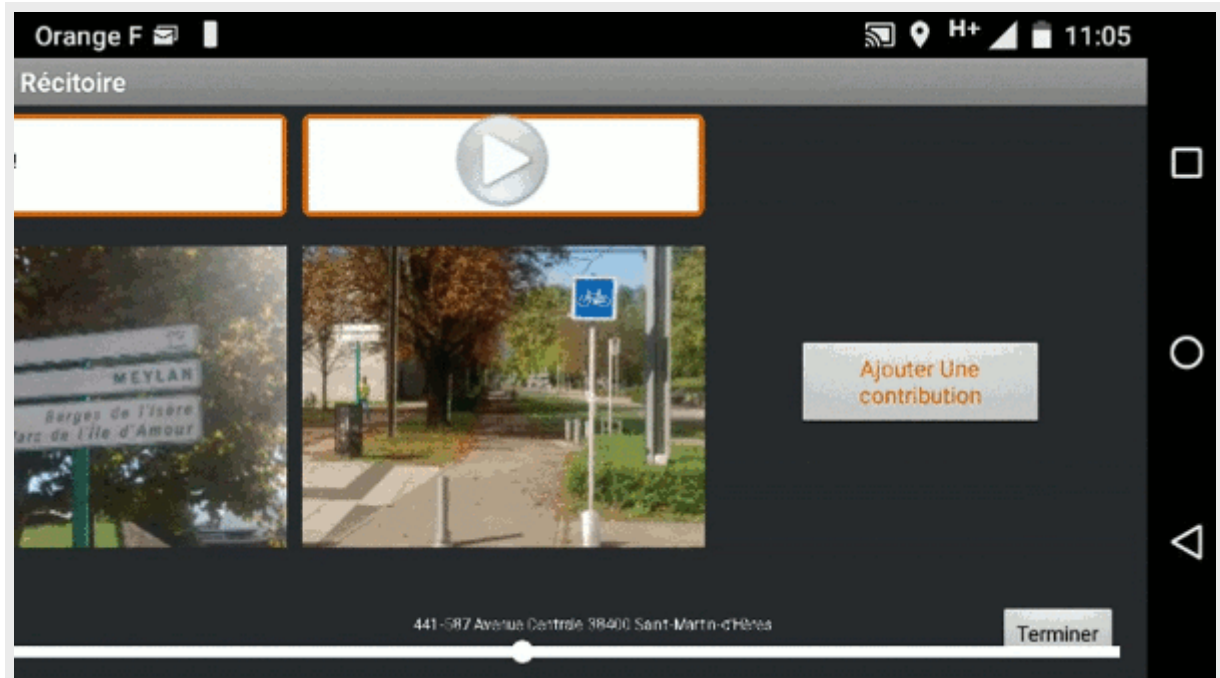 Orange F
H+ 11:05
Récitoire
!
MEYLAN
Berges de l'Isère
Parc de l'Ile d'Amour
Ajouter Une
contribution
441-587 Avenue Centrale 38400 Saint-Martin-d'Hères
Terminer